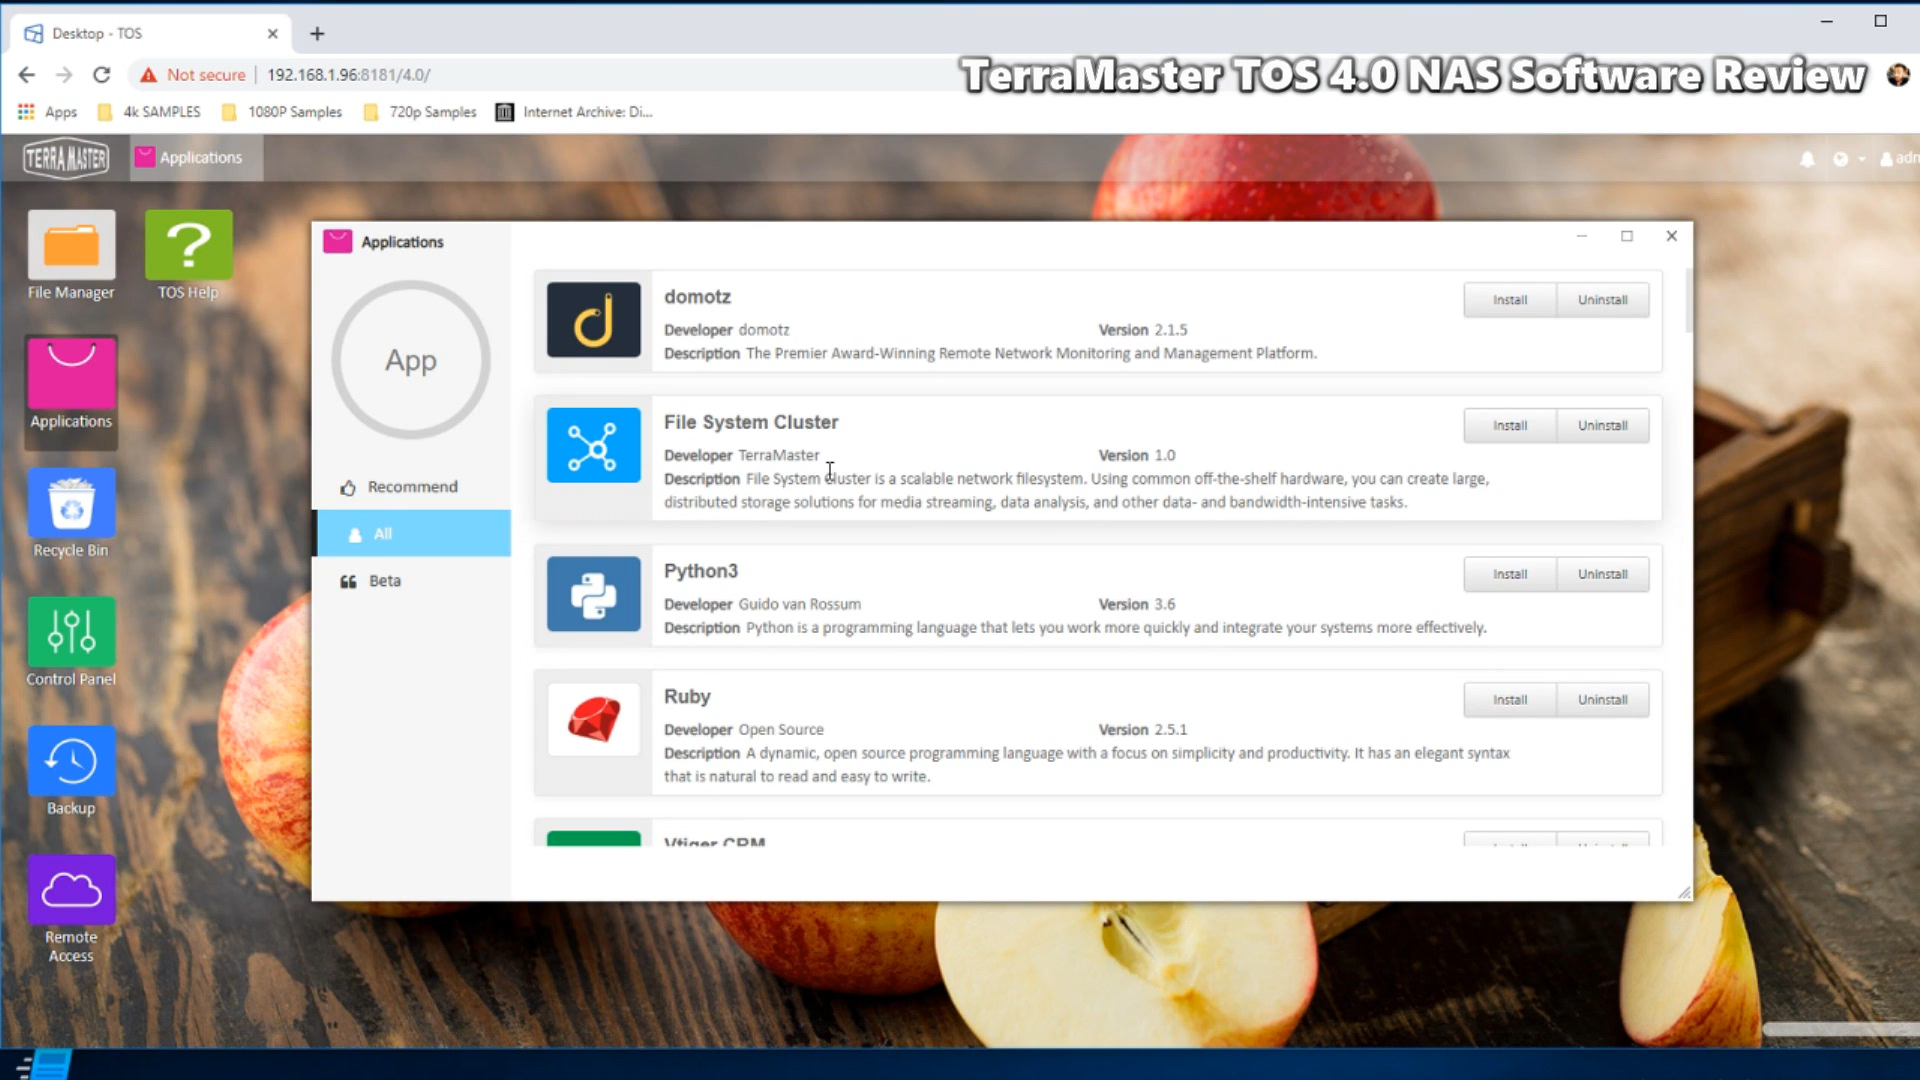 Desktop - TOS
Not secure
192.168.1.96:8181/4.0/
TerraMaster TOS 4.0 NAS Software Review
Apps
4k SAMPLES
1080P Samples
720p Samples
Internet Archive: Di...
TERRAMASTER
Applications
adm
File Manager
TOS Help
Applications
Recycle Bin
Control Panel
Backup
Remote
Access
Applications
App
Recommend
All
Beta
domotz
Install
Uninstall
Developer domotz
Version 2.1.5
Description The Premier Award-Winning Remote Network Monitoring and Management Platform.
File System Cluster
Install
Uninstall
Developer TerraMaster
Version 1.0
Description File System Cluster is a scalable network filesystem. Using common off-the-shelf hardware, you can create large,
distributed storage solutions for media streaming, data analysis, and other data- and bandwidth-intensive tasks.
Python3
Install
Uninstall
Developer Guido van Rossum
Version 3.6
Description Python is a programming language that lets you work more quickly and integrate your systems more effectively.
Ruby
Install
Uninstall
Developer Open Source
Version 2.5.1
Description A dynamic, open source programming language with a focus on simplicity and productivity. It has an elegant syntax
that is natural to read and easy to write.
Vtiger CRM